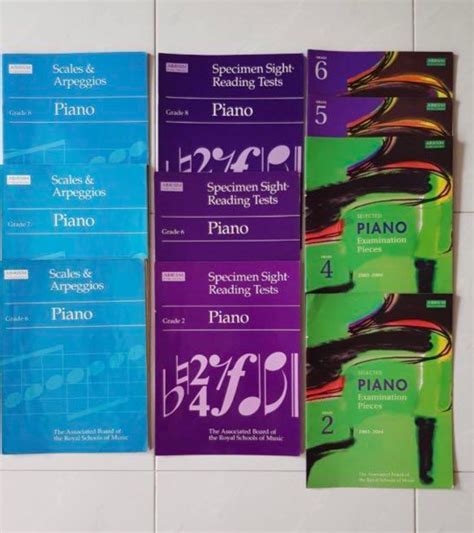 Scales &
Arpeggios
Grade 8
Piano
Scales &
Arpeggios
Grade 7
Piano
Scales &
Arpeggios
Grade 6
Piano
The Associated Board of
the Royal Schools of Music
Specimen Sight-
Reading Tests
Grade 8
Piano
Specimen Sight-
Reading Tests
Grade 6
Piano
Specimen Sight-
Reading Tests
Grade 2
Piano
The Associated Board of
the Royal Schools of Music
6
5
SELECTED
PIANO
Examination
Pieces
4
2003-2004
SELECTED
PIANO
Examination
Pieces
2
2003-2004
The Associated Board of
the Royal Schools of Music